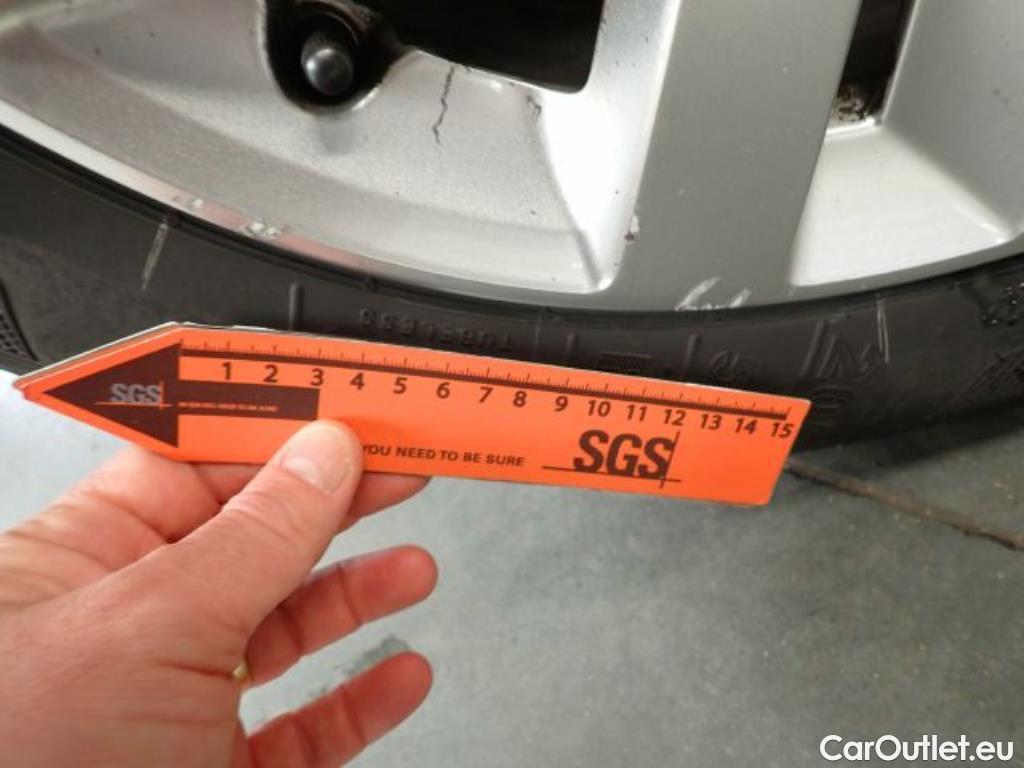 TUBELESS
SGS
1 2 3 4 5 6 7 8 9 10 11 12 13 14 15
YOU NEED TO BE SURE
SGS
CarOutlet.eu